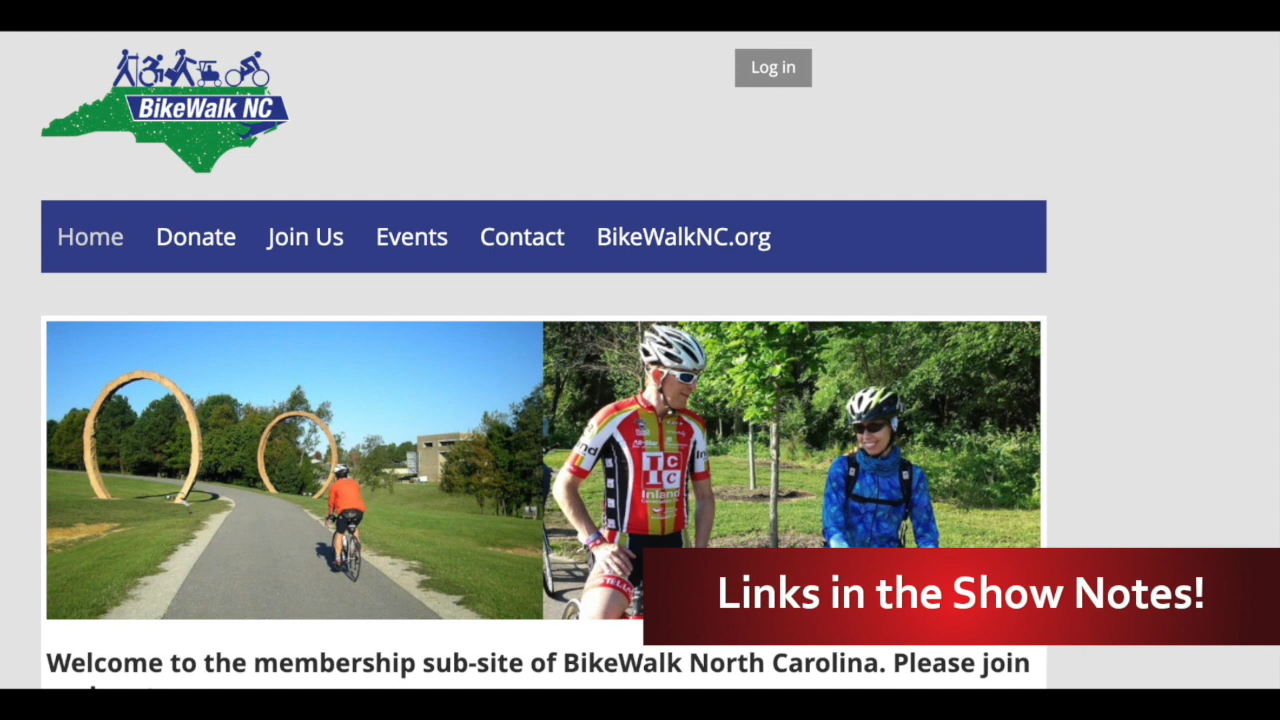 BikeWalk NC
Log in
Home Donate Join Us Events Contact BikeWalkNC.org
Inland
Links in the Show Notes!
Welcome to the membership sub-site of BikeWalk North Carolina. Please join